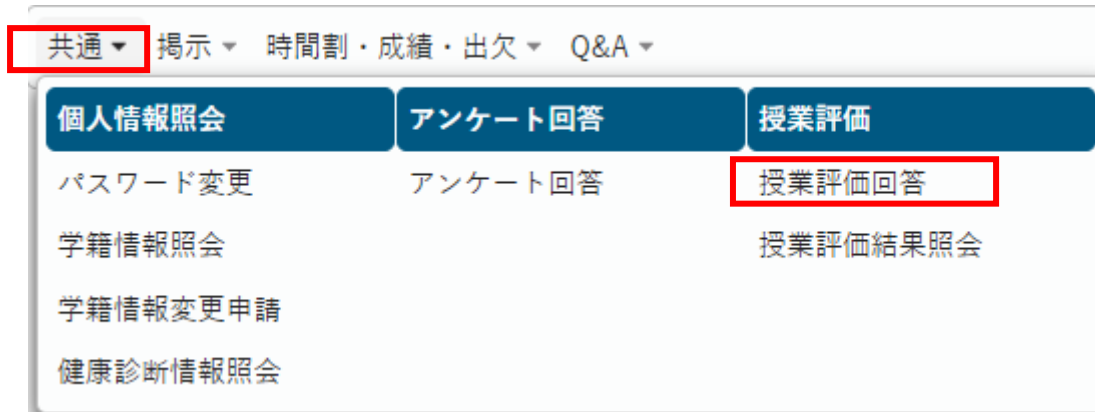 共通▼ 掲示▼ 時間割・成績・出欠▼ Q&A▼
個人情報照会 アンケート回答 授業評価
パスワード変更 アンケート回答 授業評価回答
学籍情報照会 授業評価結果照会
学籍情報変更申請
健康診断情報照会